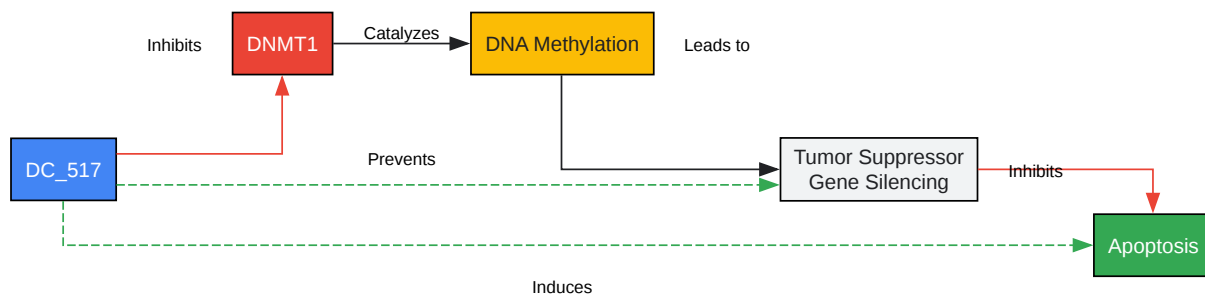 Inhibits
DNMT1
Catalyzes
DNA Methylation
Leads to
DC_517
Prevents
Tumor Suppressor
Gene Silencing
Inhibits
Apoptosis
Induces